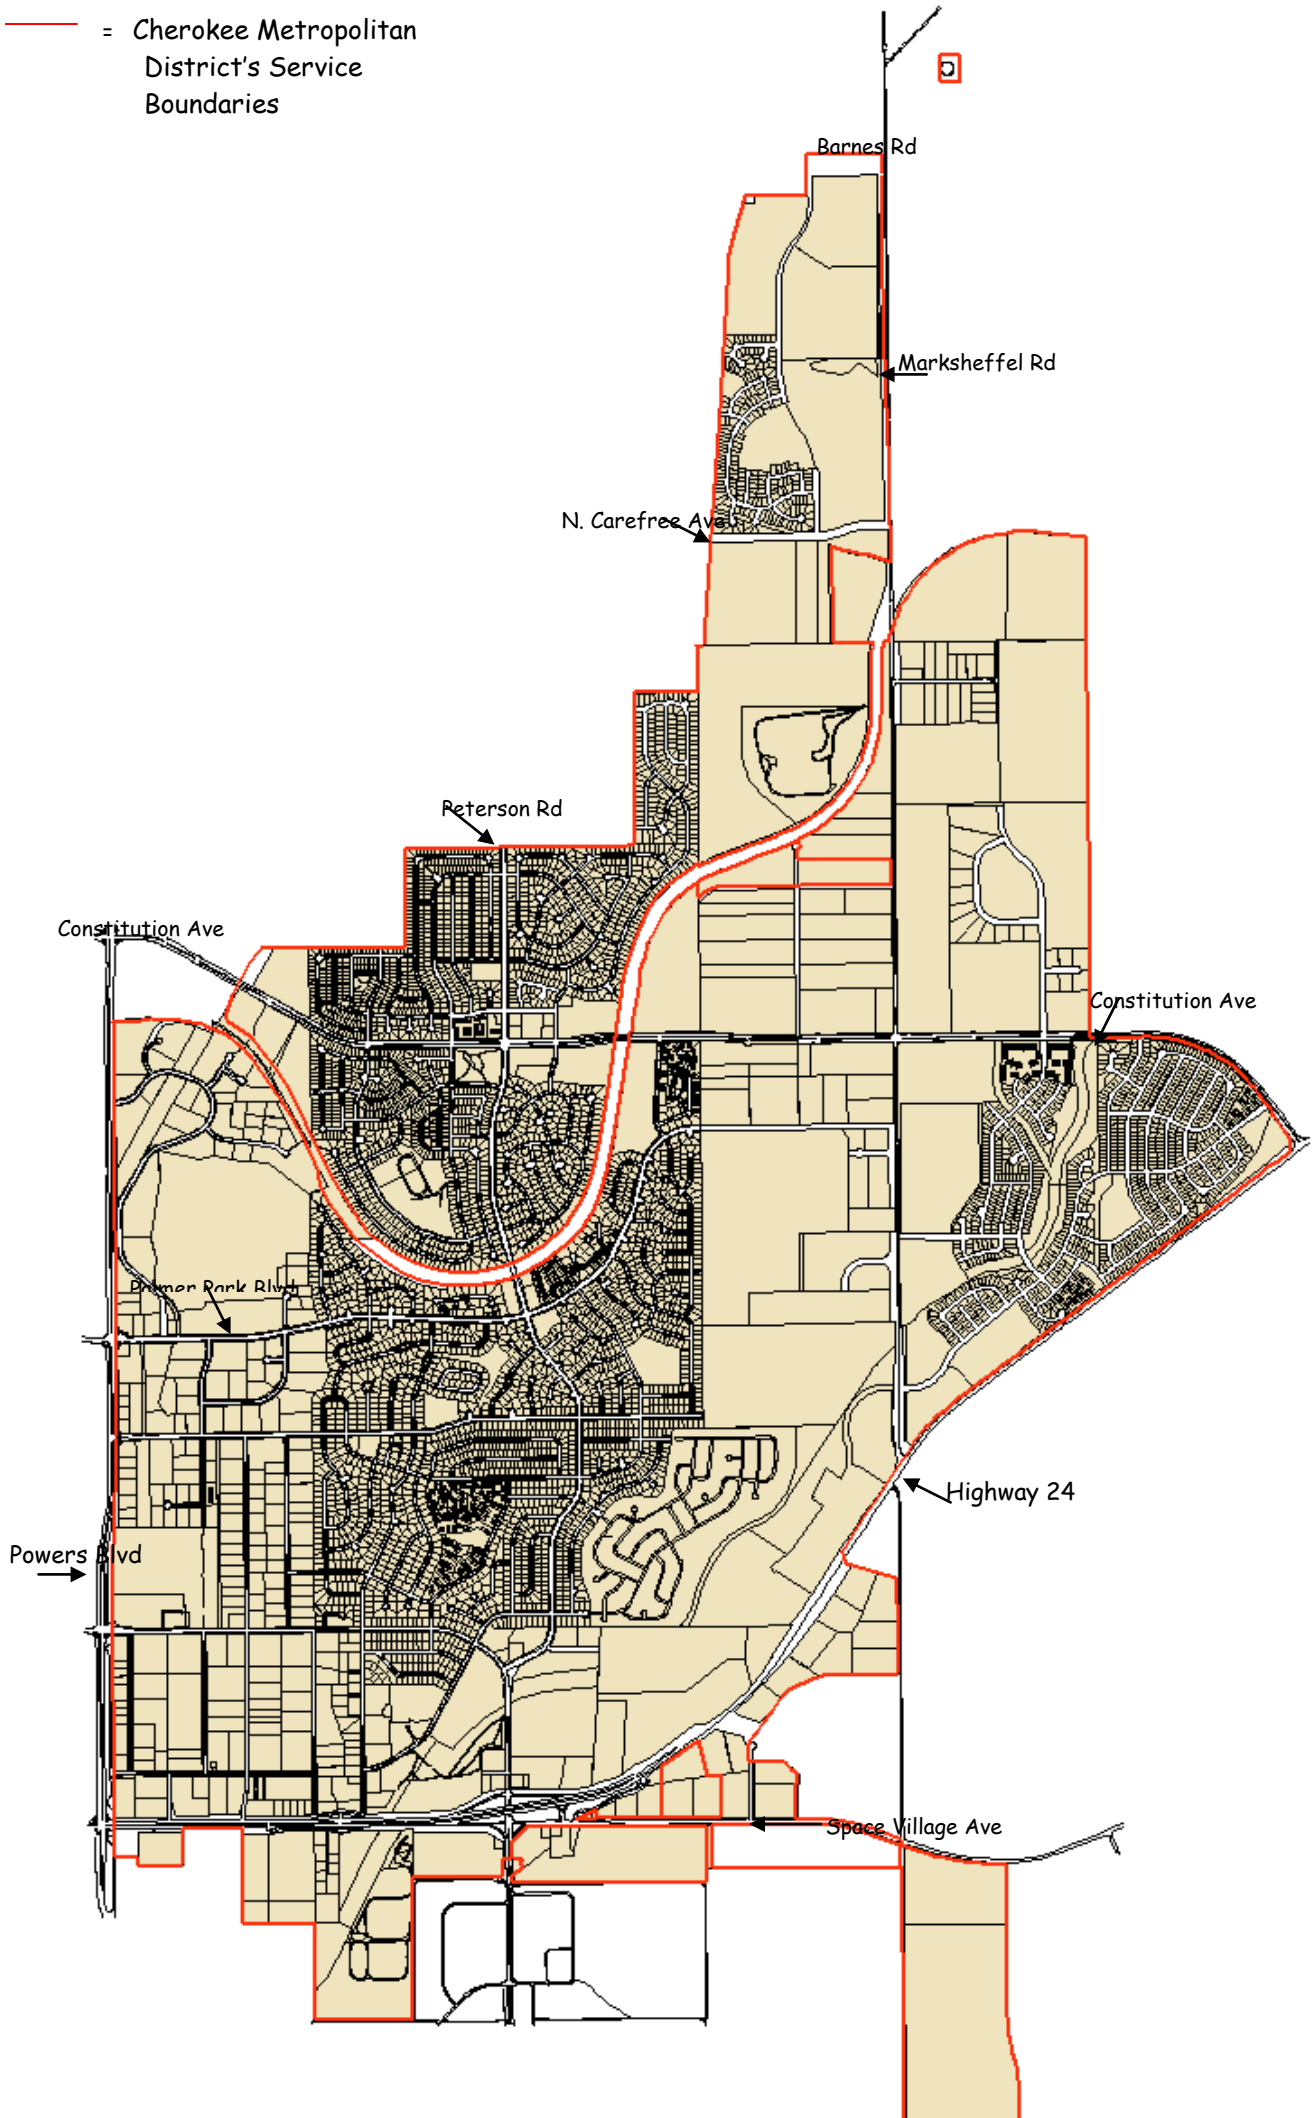 = Cherokee Metropolitan
District's Service
Boundaries
Barnes Rd
Marksheffel Rd
N. Carefree Ave
Peterson Rd
Constitution Ave
Constitution Ave
Palmer Park Blvd
Highway 24
Powers Blvd
Space Village Ave